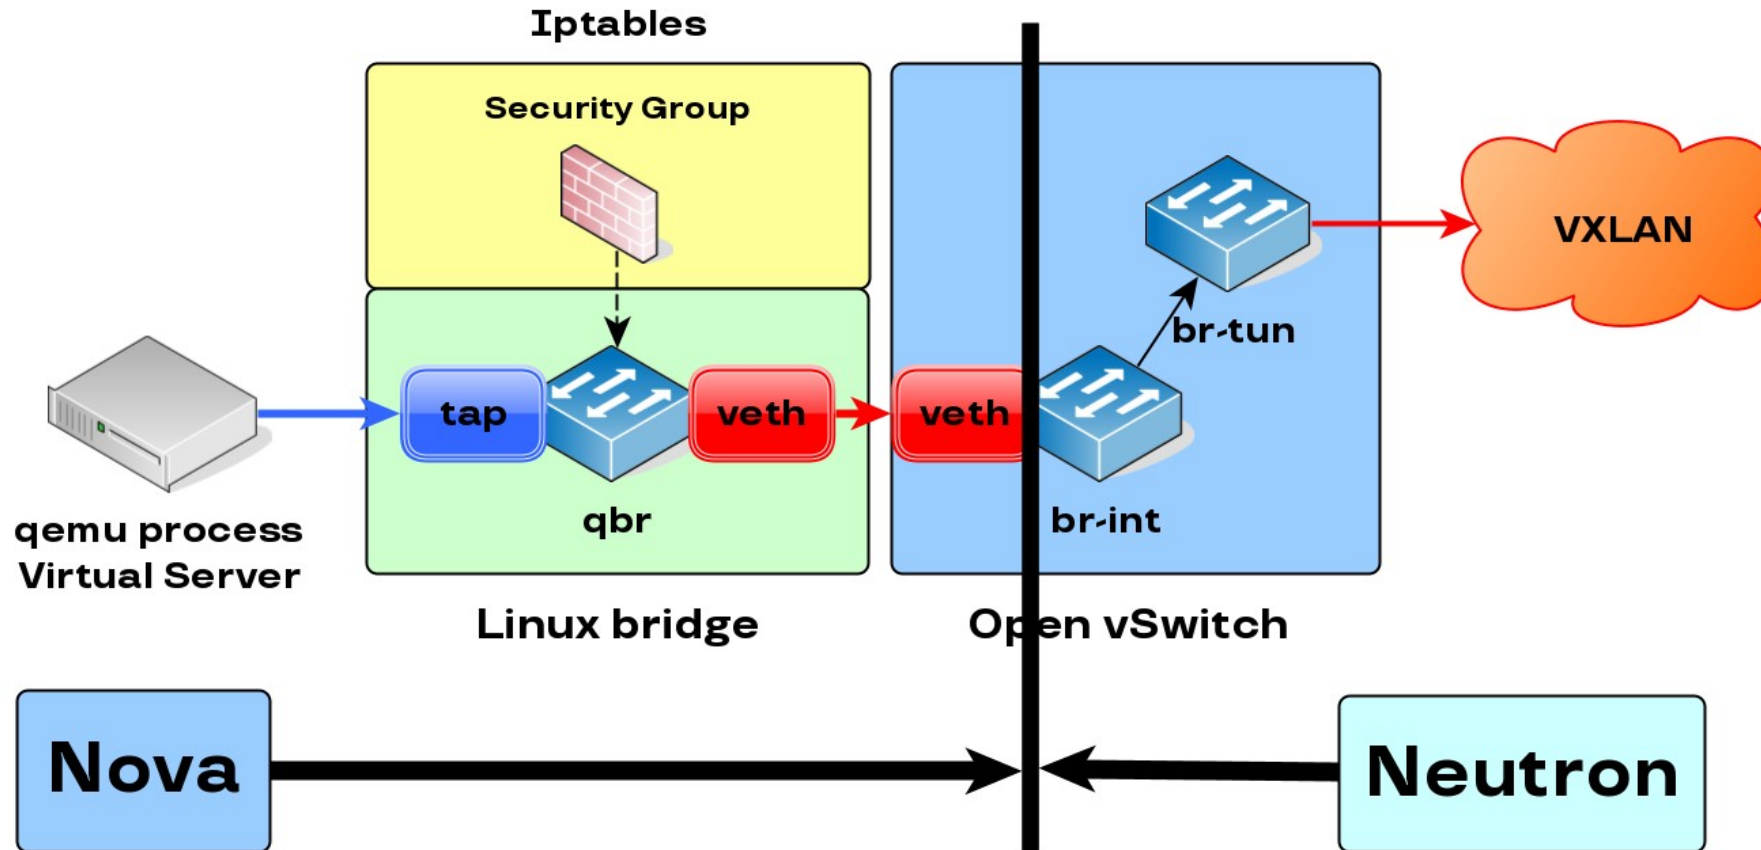 Iptables
Security Group
VXLAN
br-tun
tap
veth
veth
qbr
br-int
qemu process
Virtual Server
Linux bridge
Open vSwitch
Nova
Neutron